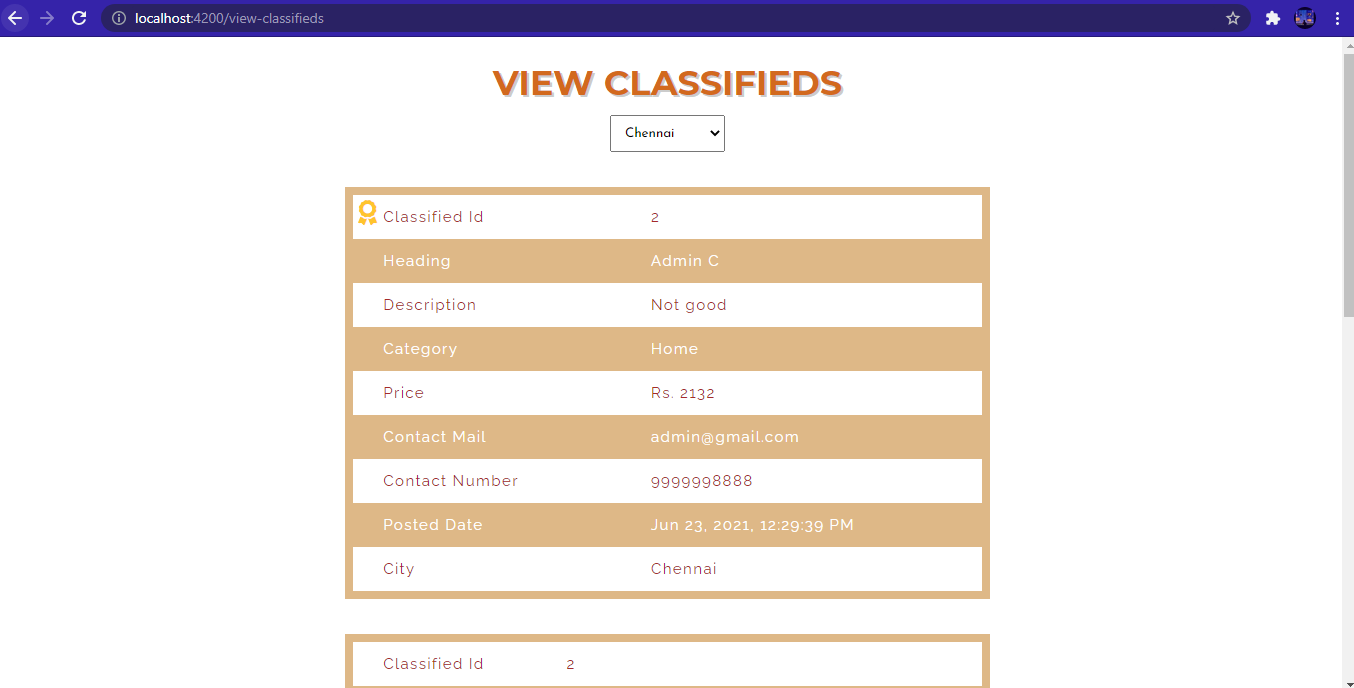 localhost:4200/view-classifieds
VIEW CLASSIFIEDS
Chennai
Classified Id 2
Heading Admin C
Description Not good
Category Home
Price Rs. 2132
Contact Mail admin@gmail.com
Contact Number 9999998888
Posted Date Jun 23, 2021, 12:29:39 PM
City Chennai
Classified Id 2